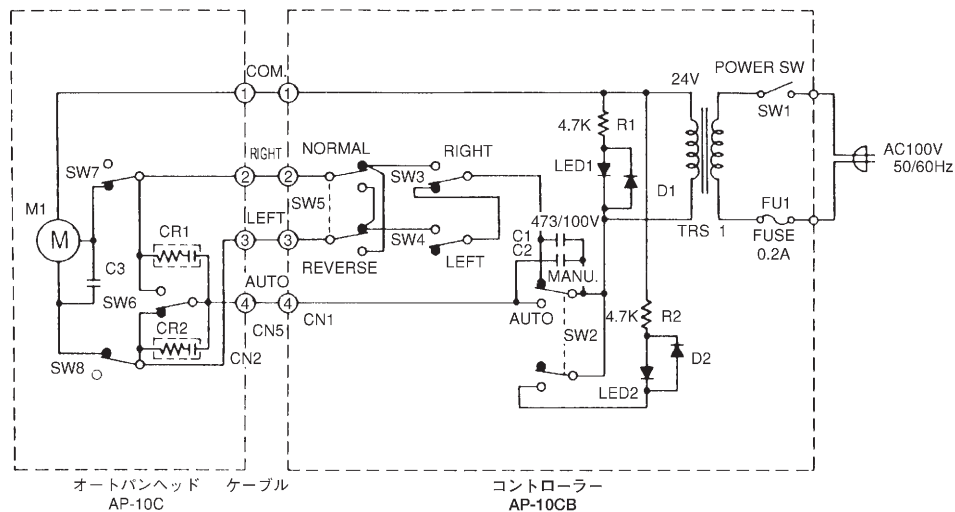 COM.
1
1
24V
POWER SW
SW1
4.7K
R1
RIGHT
NORMAL
RIGHT
SW7
2
2
SW3
LED1
AC100V
50/60Hz
D1
M1
SW5
473/100V
FU1
M
CR1
LEFT
3
3
SW4
C1
TRS 1
FUSE
0.2A
C3
REVERSE
LEFT
C2
MANU.
SW6
AUTO
4
4
AUTO
4.7K
R2
CR2
CN5
CN1
SW2
CN2
D2
SW8
LED2
オートパンヘッド
AP-10C
ケーブル
コントローラー
AP-10CB